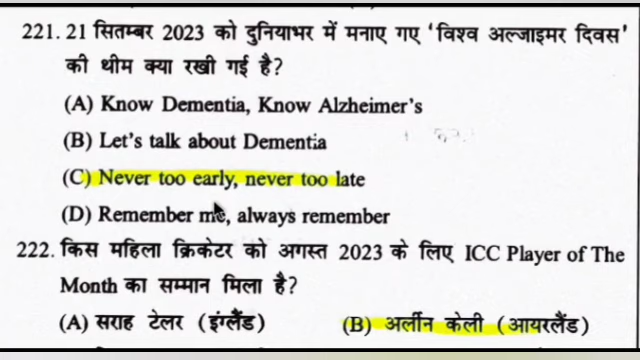 221. 21 सितम्बर 2023 को दुनियाभर में मनाए गए 'विश्व अल्जाइमर दिवस'
की थीम क्या रखी गई है?
(A) Know Dementia, Know Alzheimer's
(B) Let's talk about Dementia
(C) Never too early, never too late
(D) Remember me, always remember
222. किस महिला क्रिकेटर को अगस्त 2023 के लिए ICC Player of The
Month का सम्मान मिला है?
(A) सराह टेलर (इंग्लैंड) (B) अर्लीन केली (आयरलैंड)